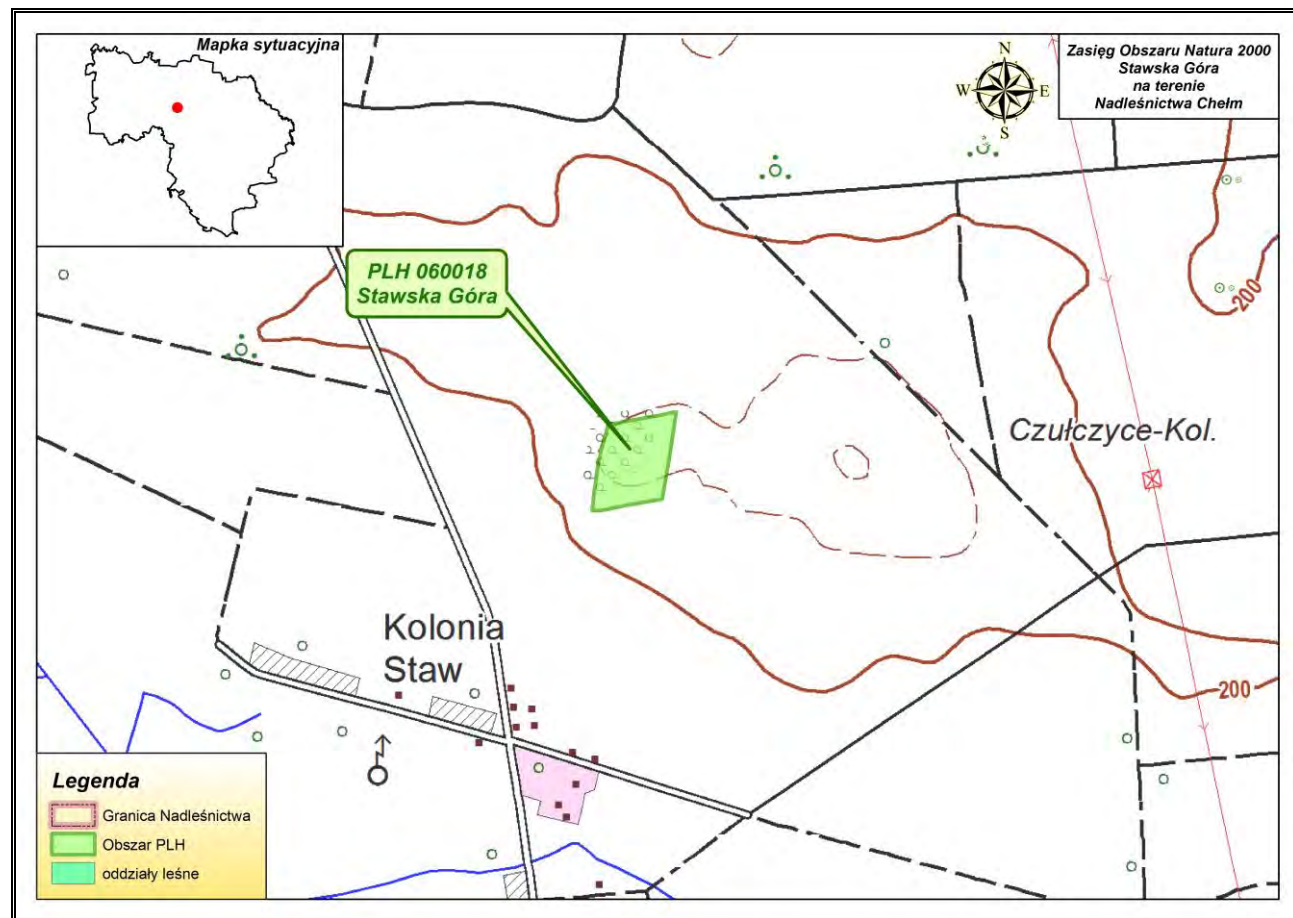 Mapka sytuacyjna
Zasięg Obszaru Natura 2000
Stawska Góra
na terenie
Nadleśnictwa Chełm
N
W
E
S
PLH 060018
Stawska Góra
200
Czułczyce-Kol.
Kolonia
Staw
200
Legenda
Granica Nadleśnictwa
Obszar PLH
oddziały leśne